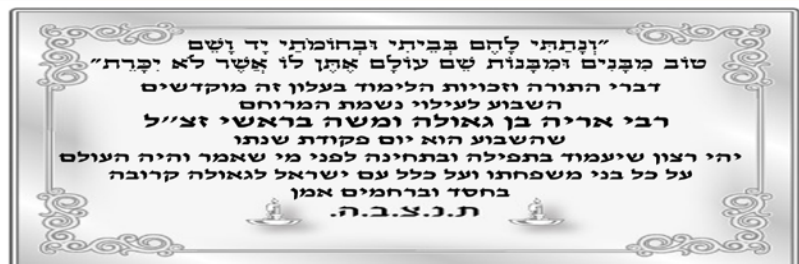 ״וְנָתַתִּי לָהֶם בְּבֵיתִי וּבְחוֹמֹתַי יָד וָשֵׁם
טוֹב מִבָּנִים וּמִבָּנוֹת שֵׁם עוֹלָם אֶתֶּן לוֹ אֲשֶׁר לֹא יִכָּרֵת״
דברי התורה וזכויות הלימוד בעלון זה מוקדשים
השבוע לעילוי נשמת המרוחם
רבי אריה בן גאולה ומשה בראשי זצ״ל
שהשבוע הוא יום פקודת שנתו
יהי רצון שיעמוד בתפילה ובתחינה לפני מי שאמר והיה העולם
על כל בני משפחתו ועל כלל עם ישראל לגאולה קרובה
בחסד וברחמים אמן
ת.נ.צ.ב.ה.